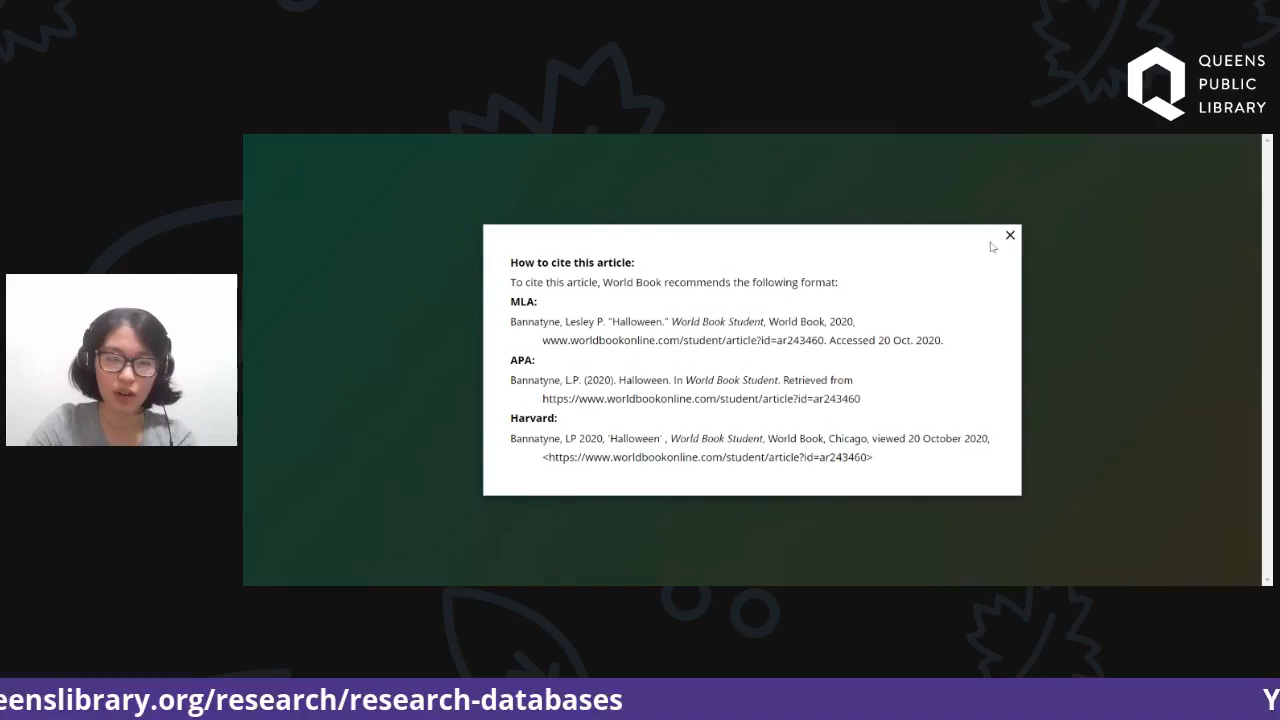 QUEENS
PUBLIC
LIBRARY
How to cite this article:
To cite this article, World Book recommends the following format:
MLA:
Bannatyne, Lesley P. "Halloween." World Book Student, World Book, 2020,
www.worldbookonline.com/student/article?id=ar243460. Accessed 20 Oct. 2020.
APA:
Bannatyne, L.P. (2020). Halloween. In World Book Student. Retrieved from
https://www.worldbookonline.com/student/article?id=ar243460
Harvard:
Bannatyne, LP 2020, 'Halloween' , World Book Student, World Book, Chicago, viewed 20 October 2020,
<https://www.worldbookonline.com/student/article?id=ar243460>
eenslibrary.org/research/research-databases Y